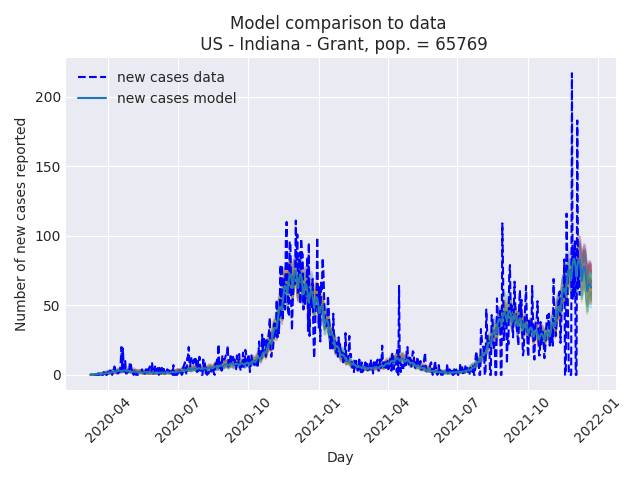 Model comparison to data
US - Indiana - Grant, pop. = 65769
new cases data
new cases model
Number of new cases reported
200
150
100
50
0
2020-04
2020-07
2020-10
2021-01
2021-04
2021-07
2021-10
2022-01
Day